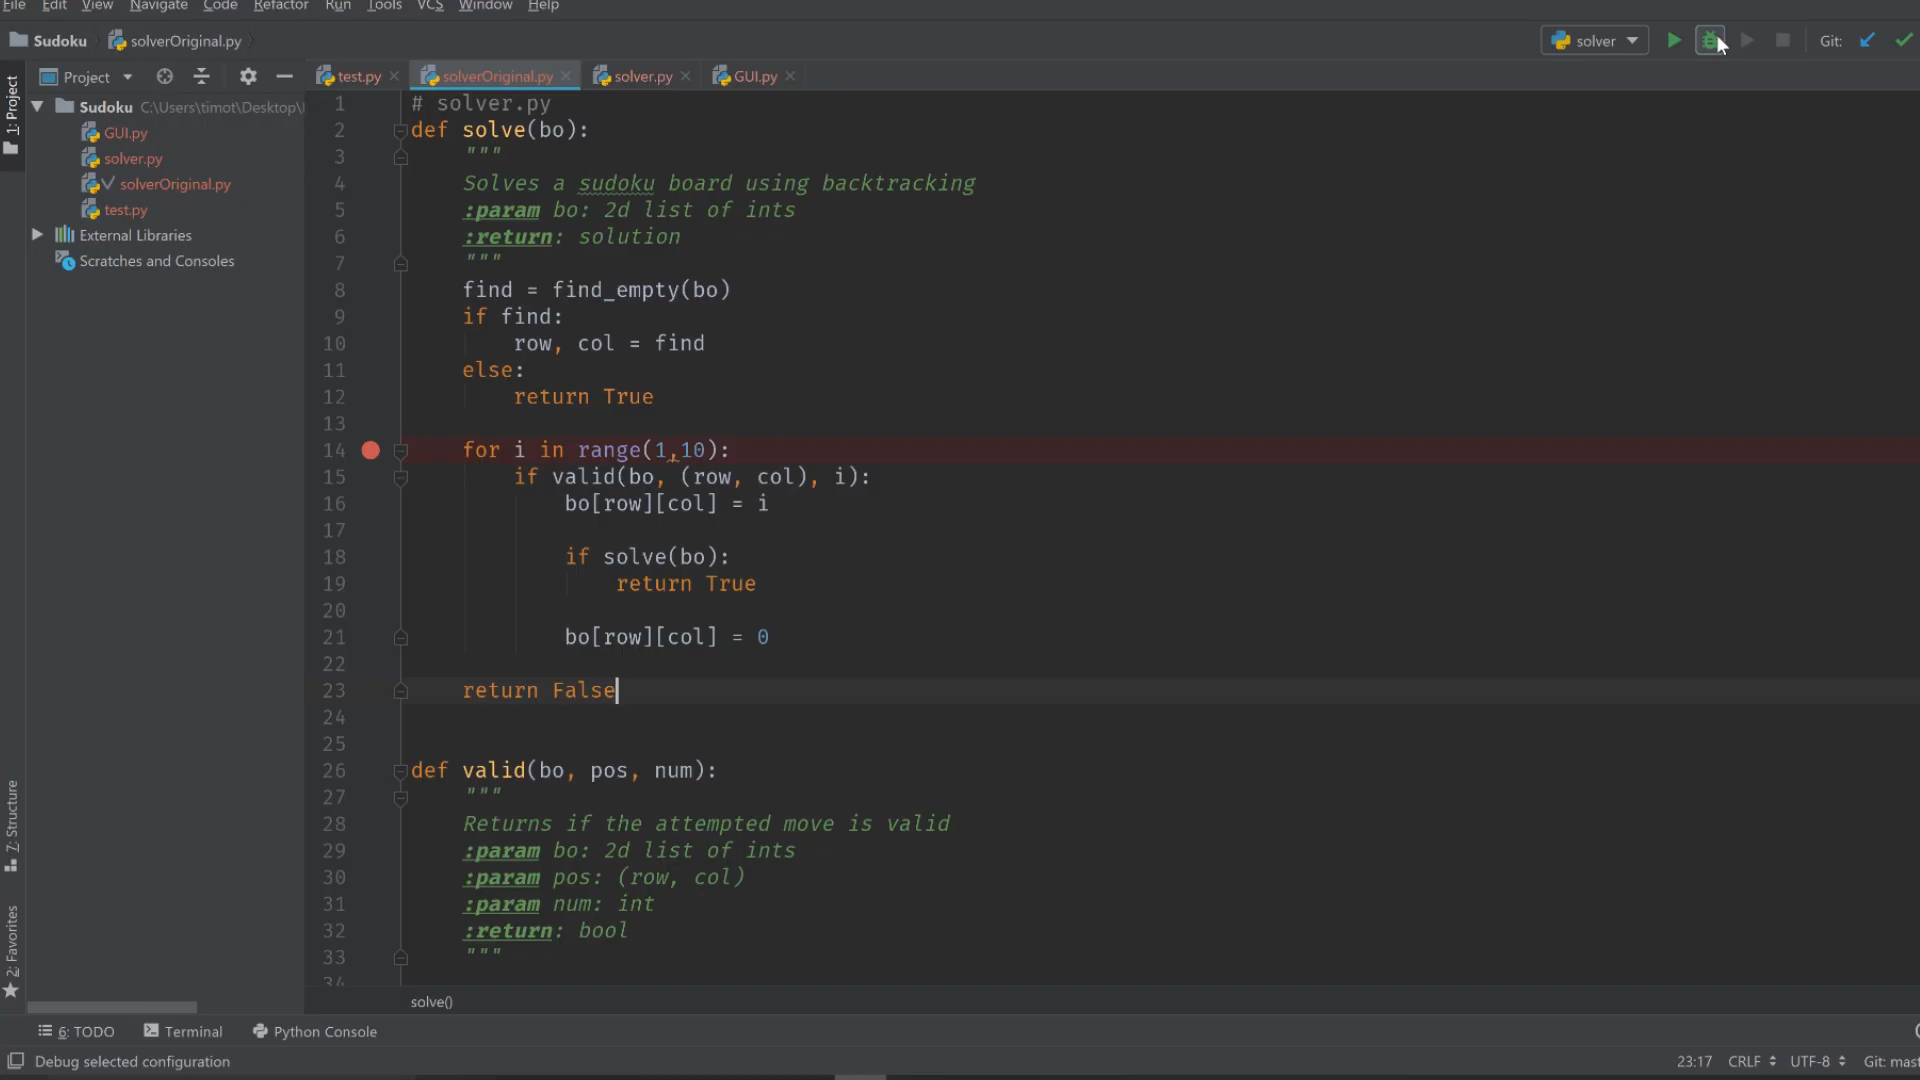 File Edit View Navigate Code Refactor Run Tools VCS Window Help
Sudoku solverOriginal.py
solver Git:
Project
test.py solverOriginal.py solver.py GUI.py
1: Project
Sudoku C:\Users\timot\Desktop\
GUI.py
solver.py
solverOriginal.py
test.py
External Libraries
Scratches and Consoles
1 # solver.py
2 def solve(bo):
3 """
4 Solves a sudoku board using backtracking
5 :param bo: 2d list of ints
6 :return: solution
7 """
8 find = find_empty(bo)
9 if find:
10 row, col = find
11 else:
12 return True
13
14 for i in range(1,10):
15 if valid(bo, (row, col), i):
16 bo[row][col] = i
17
18 if solve(bo):
19 return True
20
21 bo[row][col] = 0
22
23 return False
24
25
26 def valid(bo, pos, num):
27 """
28 Returns if the attempted move is valid
29 :param bo: 2d list of ints
30 :param pos: (row, col)
31 :param num: int
32 :return: bool
33 """
34
7: Structure
2: Favorites
solve()
6: TODO Terminal Python Console
Debug selected configuration
23:17 CRLF UTF-8 Git: mast